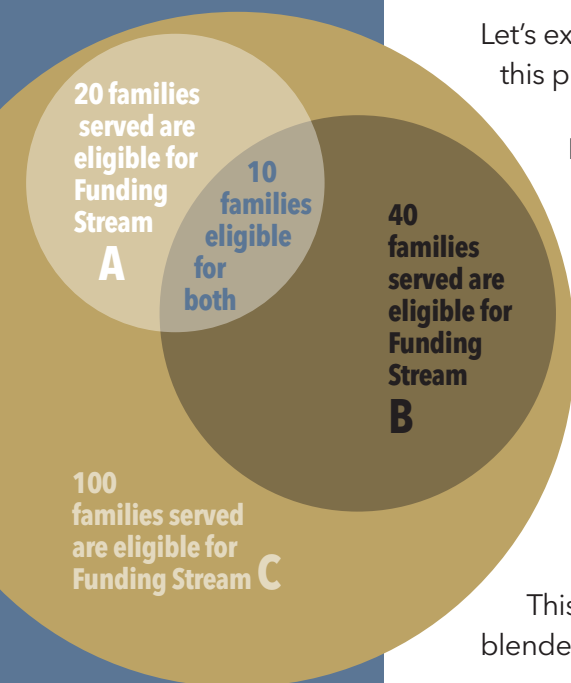 Let's ex
this p
20 families
served are
eligible for
Funding
Stream
A
10
families
eligible
for
both
40
families
served are
eligible for
Funding
Stream
B
100
families served
are eligible for
Funding Stream C
This
blende